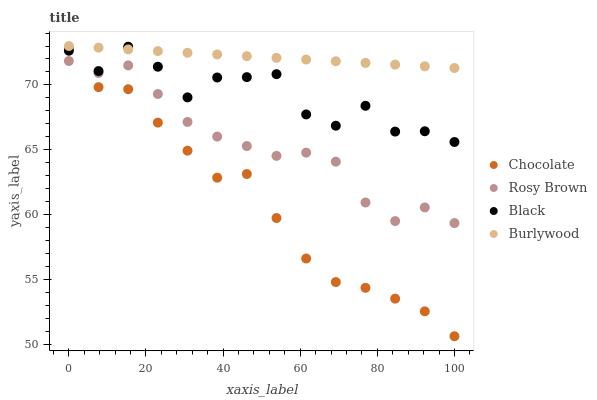 title
yaxis_label
70
65
60
55
50
0 20 40 60 80 100
xaxis_label
Chocolate
Rosy Brown
Black
Burlywood